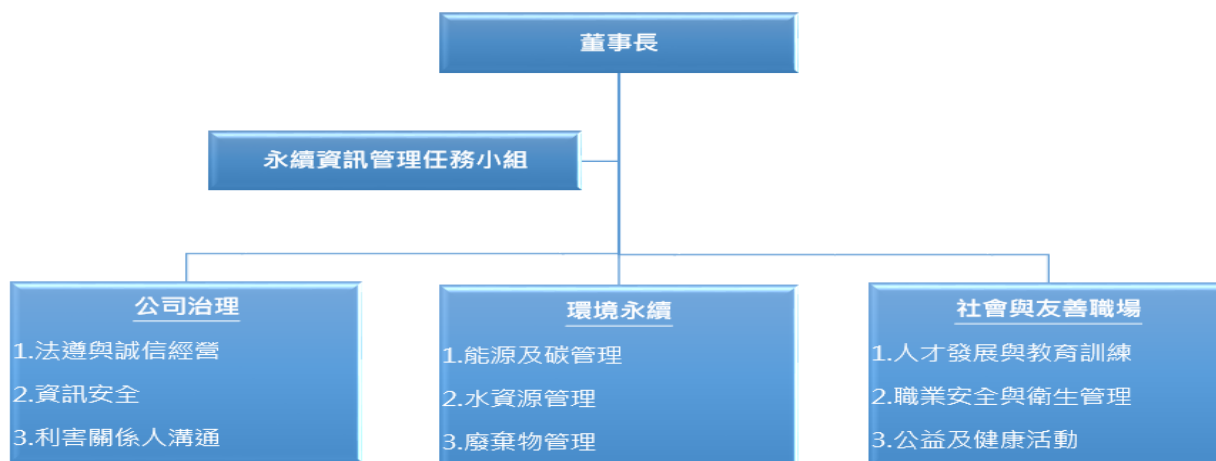 董事長
永續資訊管理任務小組
公司治理
1.法遵與誠信經營
2.資訊安全
3.利害關係人溝通
環境永續
1.能源及碳管理
2.水資源管理
3.廢棄物管理
社會與友善職場
1.人才發展與教育訓練
2.職業安全與衛生管理
3.公益及健康活動